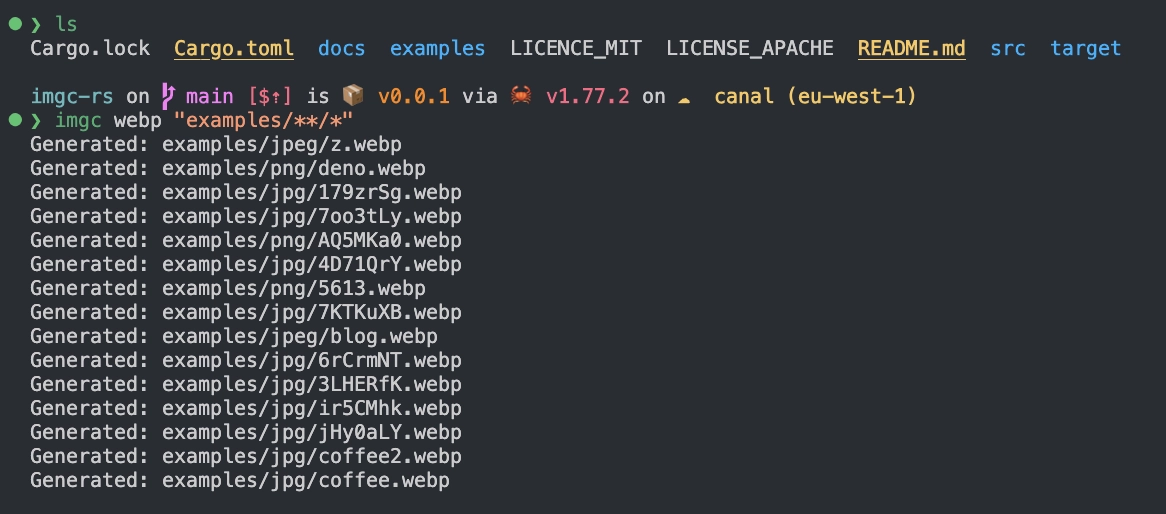 ❯ ls
Cargo.lock  Cargo.toml  docs  examples  LICENCE_MIT  LICENSE_APACHE  README.md  src  target
imgc-rs on main [$⇡] is 📦 v0.0.1 via 🦀 v1.77.2 on ☁ canal (eu-west-1)
❯ imgc webp "examples/**/*"
Generated: examples/jpeg/z.webp
Generated: examples/png/deno.webp
Generated: examples/jpg/179zrSg.webp
Generated: examples/jpg/7oo3tLy.webp
Generated: examples/png/AQ5MKa0.webp
Generated: examples/jpg/4D71QrY.webp
Generated: examples/png/5613.webp
Generated: examples/jpg/7KTKuXB.webp
Generated: examples/jpeg/blog.webp
Generated: examples/jpg/6rCrmNT.webp
Generated: examples/jpg/3LHERfK.webp
Generated: examples/jpg/ir5CMhk.webp
Generated: examples/jpg/jHy0aLY.webp
Generated: examples/jpg/coffee2.webp
Generated: examples/jpg/coffee.webp